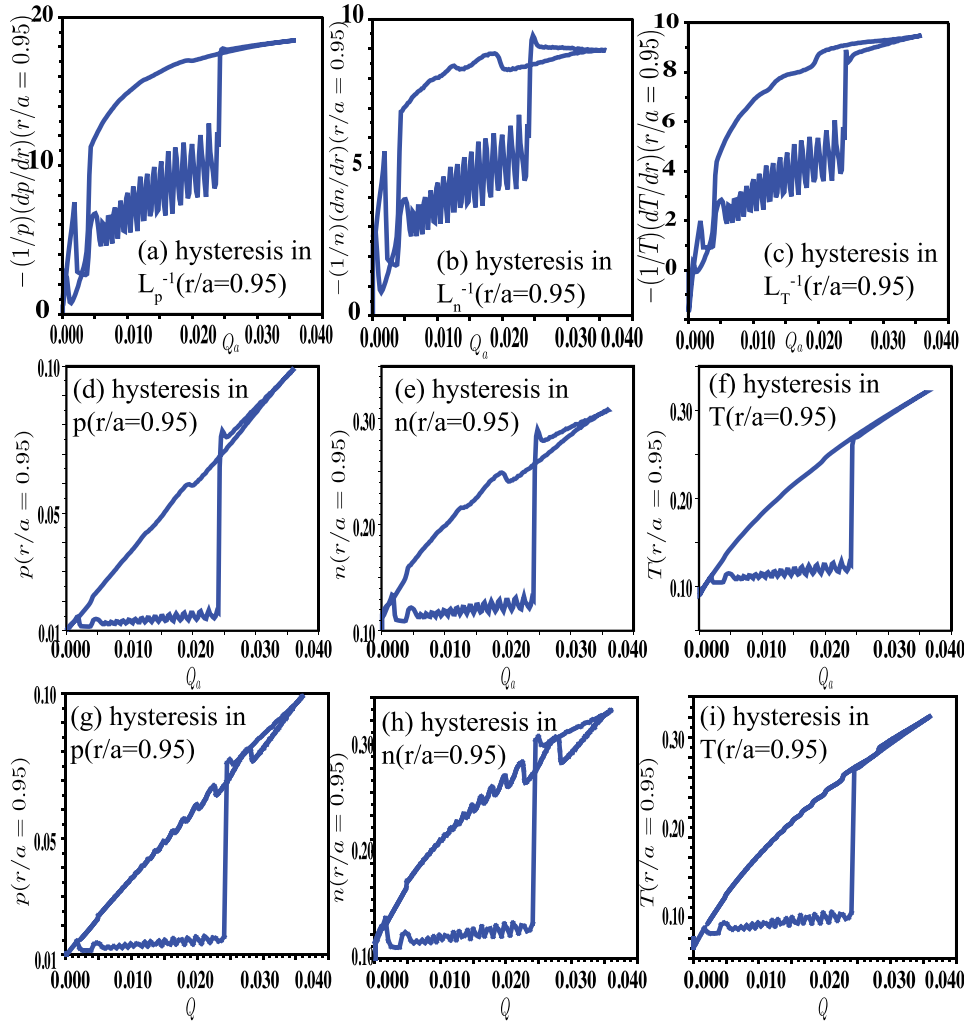 20
10
0
−(1/p)(dp/dr)(r/a = 0.95)
(a) hysteresis in
L_p^-1(r/a=0.95)
0.000 0.010 0.020 0.030 0.040
Q_a
10
5
0
−(1/n)(dn/dr)(r/a = 0.95)
(b) hysteresis in
L_n^-1(r/a=0.95)
0.000 0.010 0.020 0.030 0.040
Q_a
10
8
6
4
2
0
−(1/T)(dT/dr)(r/a = 0.95)
(c) hysteresis in
L_T^-1(r/a=0.95)
0.000 0.010 0.020 0.030 0.040
Q_a
0.10
0.05
0.01
p(r/a = 0.95)
(d) hysteresis in
p(r/a=0.95)
0.000 0.010 0.020 0.030 0.040
Q_a
0.30
0.20
0.10
n(r/a = 0.95)
(e) hysteresis in
n(r/a=0.95)
0.000 0.010 0.020 0.030 0.040
Q_a
0.30
0.20
0.10
T(r/a = 0.95)
(f) hysteresis in
T(r/a=0.95)
0.000 0.010 0.020 0.030 0.040
Q_a
0.10
0.05
0.01
p(r/a = 0.95)
(g) hysteresis in
p(r/a=0.95)
0.000 0.010 0.020 0.030 0.040
Q
0.30
0.20
0.10
n(r/a = 0.95)
(h) hysteresis in
n(r/a=0.95)
0.000 0.010 0.020 0.030 0.040
Q
0.30
0.20
0.10
T(r/a = 0.95)
(i) hysteresis in
T(r/a=0.95)
0.000 0.010 0.020 0.030 0.040
Q